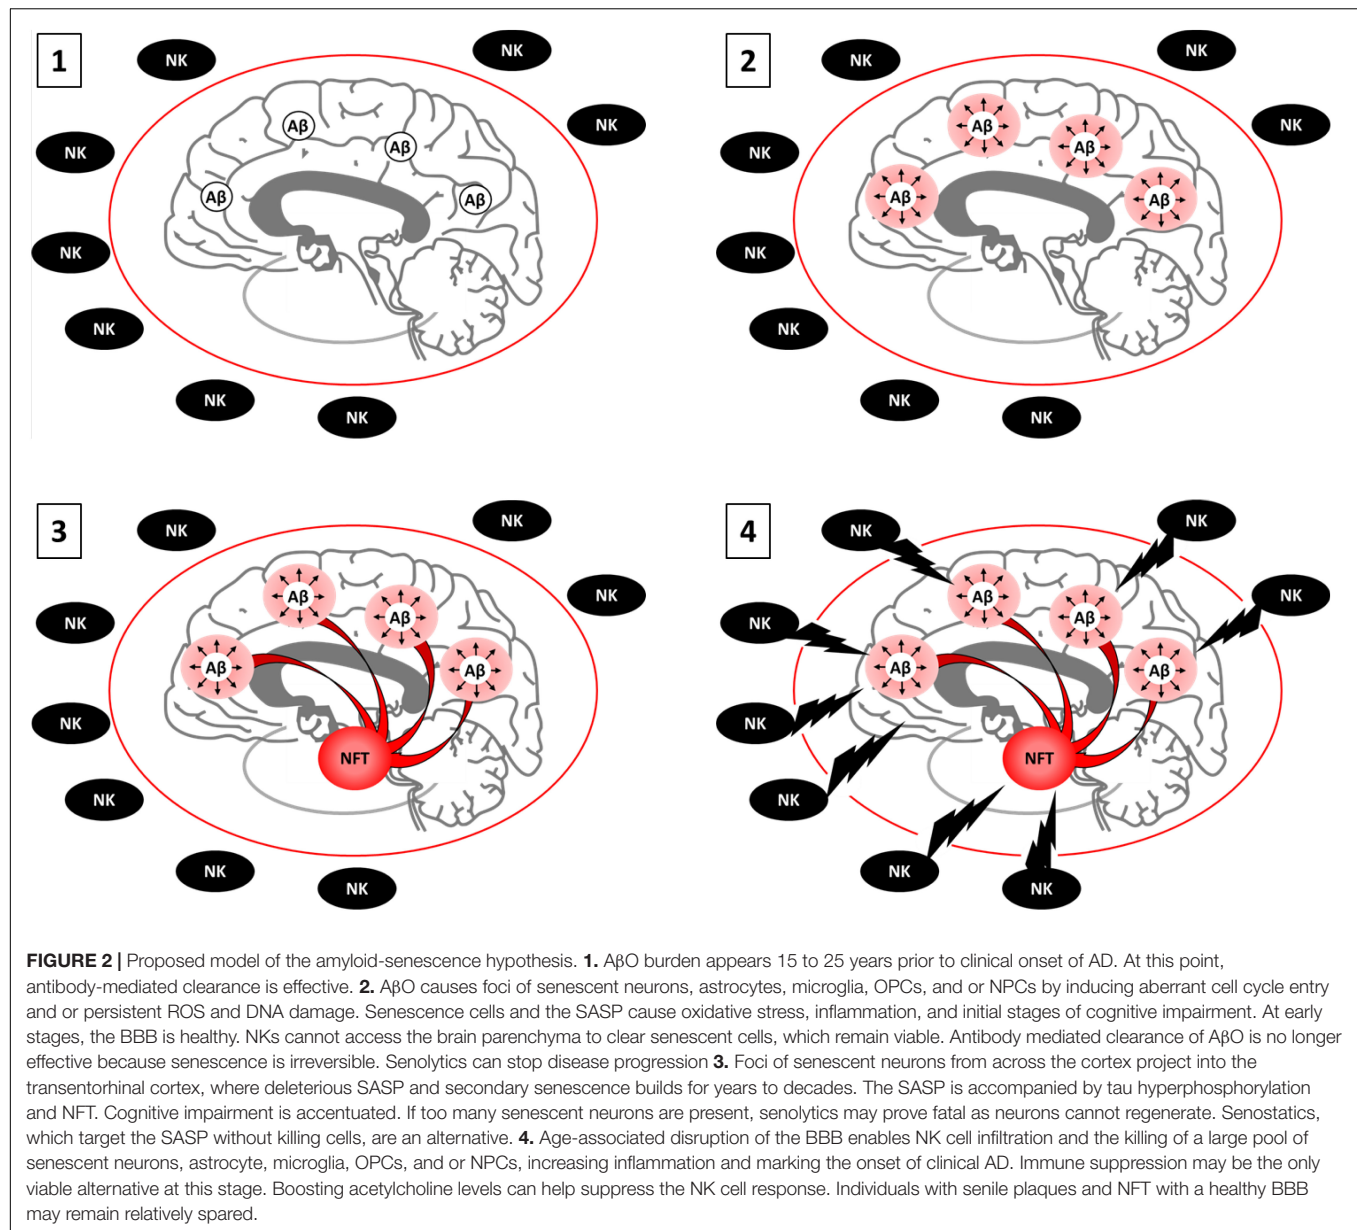 1
NK
NK
NK
NK
NK
NK
NK
NK
Aβ
Aβ
Aβ
Aβ
2
NK
NK
NK
NK
NK
NK
NK
NK
Aβ
Aβ
Aβ
Aβ
3
NK
NK
NK
NK
NK
NK
NK
NK
Aβ
Aβ
Aβ
Aβ
NFT
4
NK
NK
NK
NK
NK
NK
NK
NK
Aβ
Aβ
Aβ
Aβ
NFT
FIGURE 2 | Proposed model of the amyloid-senescence hypothesis. 1. AβO burden appears 15 to 25 years prior to clinical onset of AD. At this point,
antibody-mediated clearance is effective. 2. AβO causes foci of senescent neurons, astrocytes, microglia, OPCs, and or NPCs by inducing aberrant cell cycle entry
and or persistent ROS and DNA damage. Senescence cells and the SASP cause oxidative stress, inflammation, and initial stages of cognitive impairment. At early
stages, the BBB is healthy. NKs cannot access the brain parenchyma to clear senescent cells, which remain viable. Antibody mediated clearance of AβO is no longer
effective because senescence is irreversible. Senolytics can stop disease progression 3. Foci of senescent neurons from across the cortex project into the
transentorhinal cortex, where deleterious SASP and secondary senescence builds for years to decades. The SASP is accompanied by tau hyperphosphorylation
and NFT. Cognitive impairment is accentuated. If too many senescent neurons are present, senolytics may prove fatal as neurons cannot regenerate. Senostatics,
which target the SASP without killing cells, are an alternative. 4. Age-associated disruption of the BBB enables NK cell infiltration and the killing of a large pool of
senescent neurons, astrocyte, microglia, OPCs, and or NPCs, increasing inflammation and marking the onset of clinical AD. Immune suppression may be the only
viable alternative at this stage. Boosting acetylcholine levels can help suppress the NK cell response. Individuals with senile plaques and NFT with a healthy BBB
may remain relatively spared.